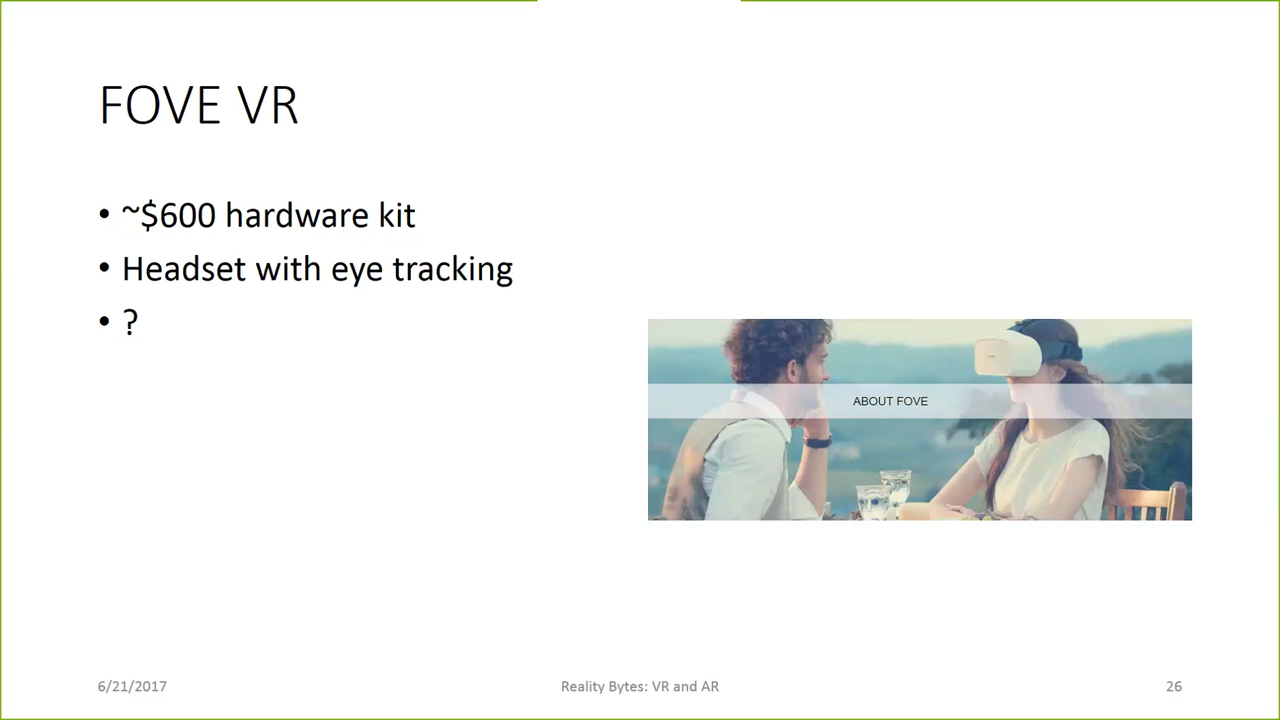 FOVE VR
• ~$600 hardware kit
• Headset with eye tracking
• ?
ABOUT FOVE
6/21/2017
Reality Bytes: VR and AR
26